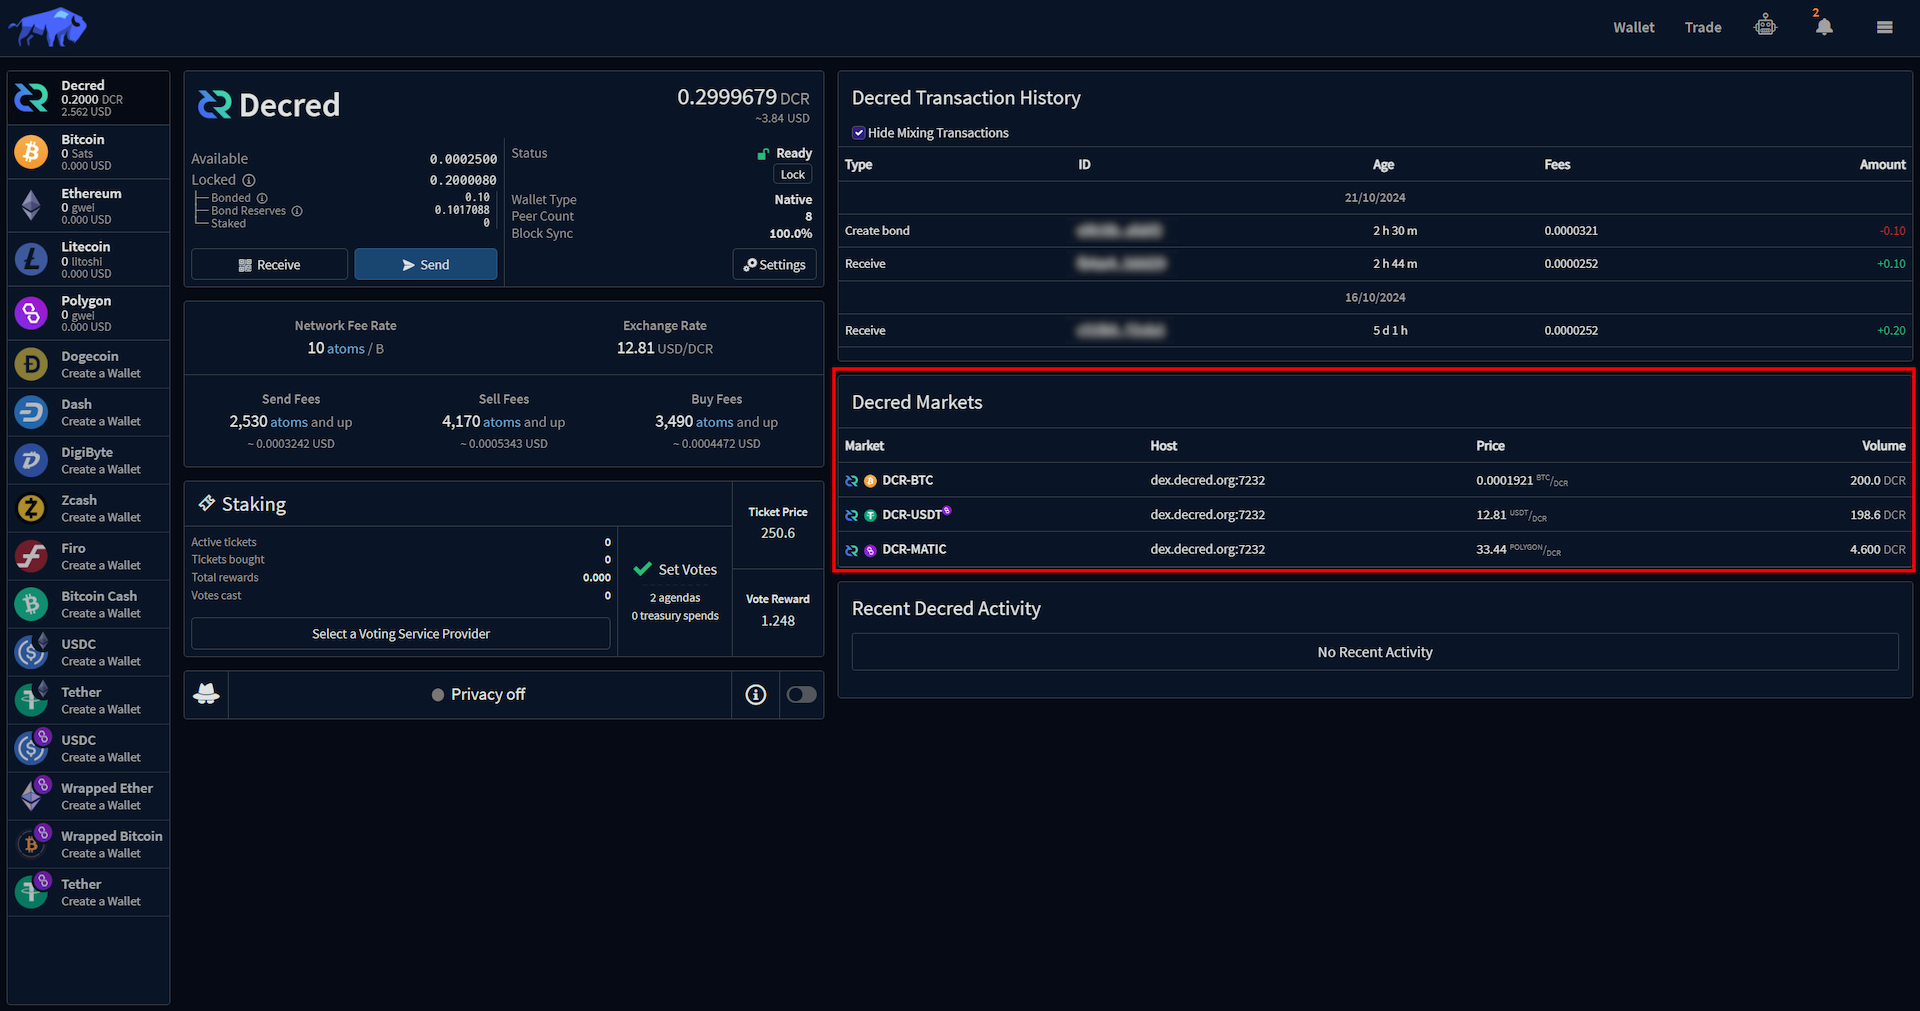 Wallet
Trade
2
Decred
0.2000 DCR
2.562 USD
Bitcoin
0 Sats
0.000 USD
Ethereum
0 gwei
0.000 USD
Litecoin
0 litoshi
0.000 USD
Polygon
0 gwei
0.000 USD
Dogecoin
Create a Wallet
Dash
Create a Wallet
DigiByte
Create a Wallet
Zcash
Create a Wallet
Firo
Create a Wallet
Bitcoin Cash
Create a Wallet
USDC
Create a Wallet
Tether
Create a Wallet
USDC
Create a Wallet
Wrapped Ether
Create a Wallet
Wrapped Bitcoin
Create a Wallet
Tether
Create a Wallet
Decred
0.2999679 DCR
~3.84 USD
Available 0.0002500
Locked 0.2000080
Bonded 0.10
Bond Reserves 0.1017088
Staked 0
Receive
Send
Status Ready
Lock
Wallet Type Native
Peer Count 8
Block Sync 100.0%
Settings
Network Fee Rate
10 atoms / B
Exchange Rate
12.81 USD/DCR
Send Fees
2,530 atoms and up
~ 0.0003242 USD
Sell Fees
4,170 atoms and up
~ 0.0005343 USD
Buy Fees
3,490 atoms and up
~ 0.0004472 USD
Staking
Active tickets 0
Tickets bought 0
Total rewards 0.000
Votes cast 0
Select a Voting Service Provider
Set Votes
2 agendas
0 treasury spends
Ticket Price
250.6
Vote Reward
1.248
Privacy off
Decred Transaction History
Hide Mixing Transactions
Type ID Age Fees Amount
21/10/2024
Create bond 2 h 30 m 0.0000321 -0.10
Receive 2 h 44 m 0.0000252 +0.10
16/10/2024
Receive 5 d 1 h 0.0000252 +0.20
Decred Markets
Market Host Price Volume
DCR-BTC dex.decred.org:7232 0.0001921 BTC/DCR 200.0 DCR
DCR-USDT dex.decred.org:7232 12.81 USDT/DCR 198.6 DCR
DCR-MATIC dex.decred.org:7232 33.44 POLYGON/DCR 4.600 DCR
Recent Decred Activity
No Recent Activity